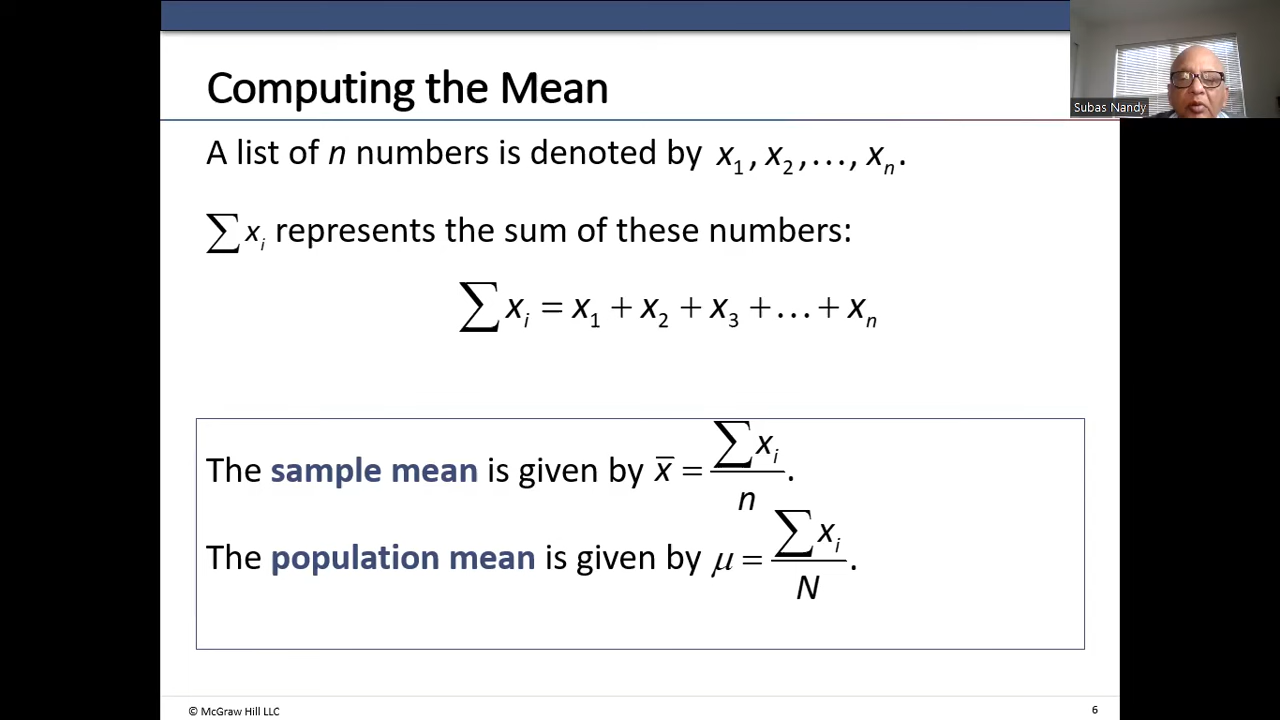 Computing the Mean
Subas Nandy
A list of n numbers is denoted by x₁, x₂, …, xₙ.
∑ xᵢ represents the sum of these numbers:
∑ xᵢ = x₁ + x₂ + x₃ + … + xₙ
The sample mean is given by x̄ = ∑ xᵢ / n.
The population mean is given by μ = ∑ xᵢ / N.
© McGraw Hill LLC
6